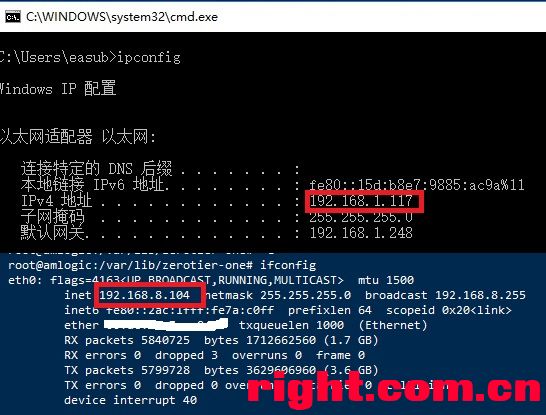 C:\WINDOWS\system32\cmd.exe
C:\Users\easub>ipconfig
Windows IP 配置
以太网适配器 以太网:
连接特定的 DNS 后缀 . . . . . . . :
本地链接 IPv6 地址. . . . . . . . : fe80::15d:b8e7:9885:ac9a%11
IPv4 地址 . . . . . . . . . . . . : 192.168.1.117
子网掩码 . . . . . . . . . . . . : 255.255.255.0
默认网关. . . . . . . . . . . . . : 192.168.1.248
root@amlogic:/var/lib/zerotier-one# ifconfig
eth0: flags=4163<UP,BROADCAST,RUNNING,MULTICAST> mtu 1500
inet 192.168.8.104 netmask 255.255.255.0 broadcast 192.168.8.255
inet6 fe80::2ac:1fff:fe7a:c0ff prefixlen 64 scopeid 0x20<link>
ether txqueuelen 1000 (Ethernet)
RX packets 5840725 bytes 1712662560 (1.7 GB)
RX errors 0 dropped 3 overruns 0 frame 0
TX packets 5799728 bytes 3629606960 (3.6 GB)
TX errors 0 dropped 0 overruns
device interrupt 40
right.com.cn